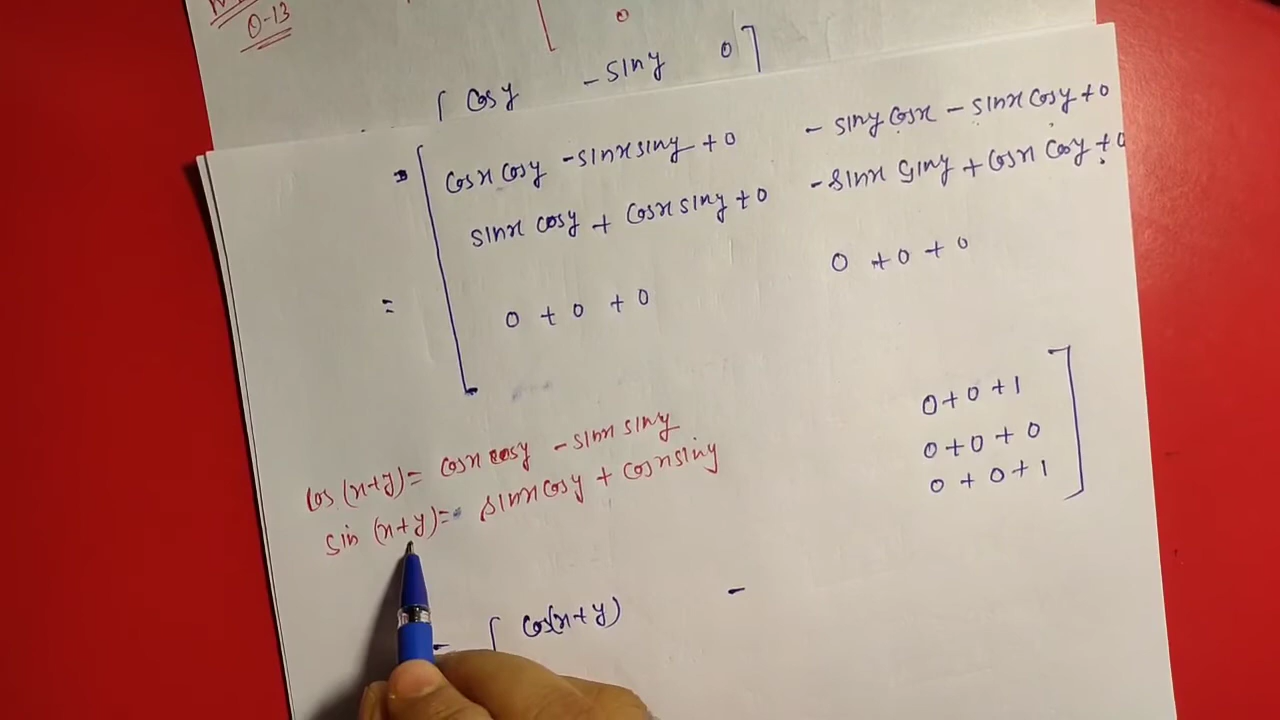 Q-13
0
[ cosy - siny 0 ]
= [ cosx cosy - sinx siny + 0 - siny cosx - sinx cosy + 0
sinx cosy + cosx siny + 0 - sinx siny + cosx cosy + 0
= 0 + 0 + 0 0 + 0 + 0
0 + 0 + 1 ]
0 + 0 + 0
0 + 0 + 1
cos (x+y) = cosx cosy - sinx siny
sin (x+y) = sinx cosy + cosx siny
= [ cos(x+y) -